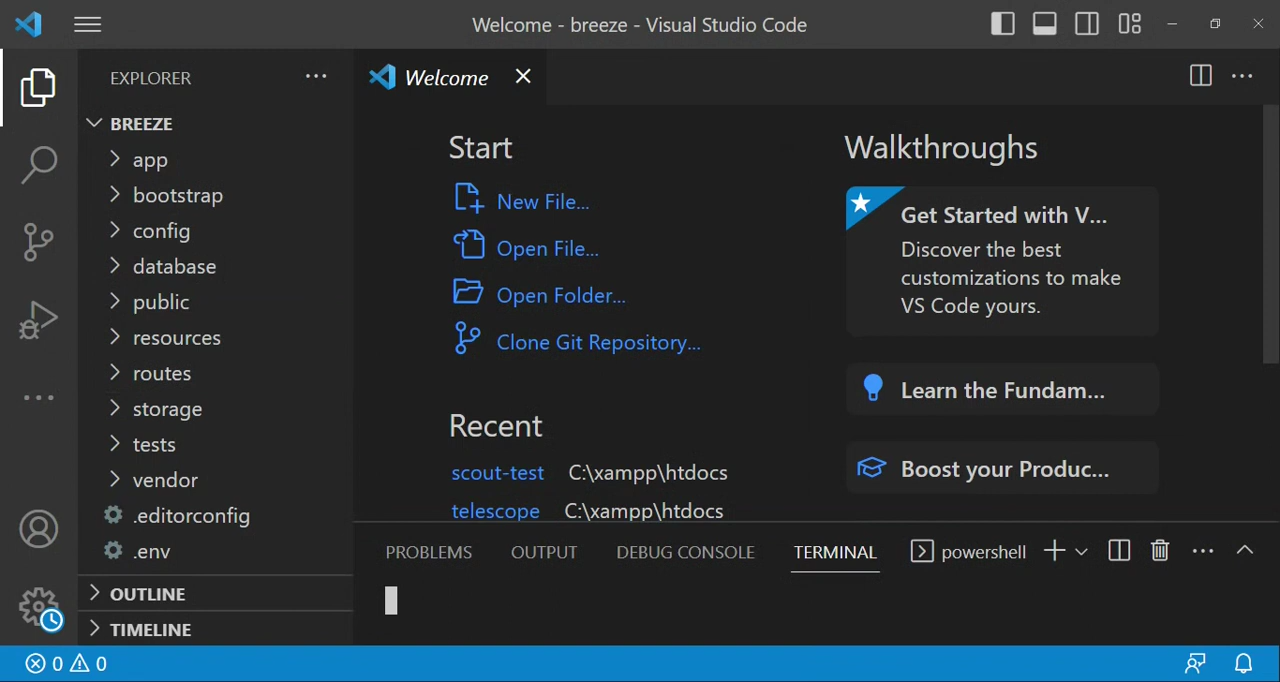 Welcome - breeze - Visual Studio Code
EXPLORER
BREEZE
app
bootstrap
config
database
public
resources
routes
storage
tests
vendor
.editorconfig
.env
OUTLINE
TIMELINE
Welcome
Start
New File...
Open File...
Open Folder...
Clone Git Repository...
Recent
scout-test C:\xampp\htdocs
telescope C:\xampp\htdocs
Walkthroughs
Get Started with V...
Discover the best
customizations to make
VS Code yours.
Learn the Fundam...
Boost your Produc...
PROBLEMS OUTPUT DEBUG CONSOLE TERMINAL powershell
0 0